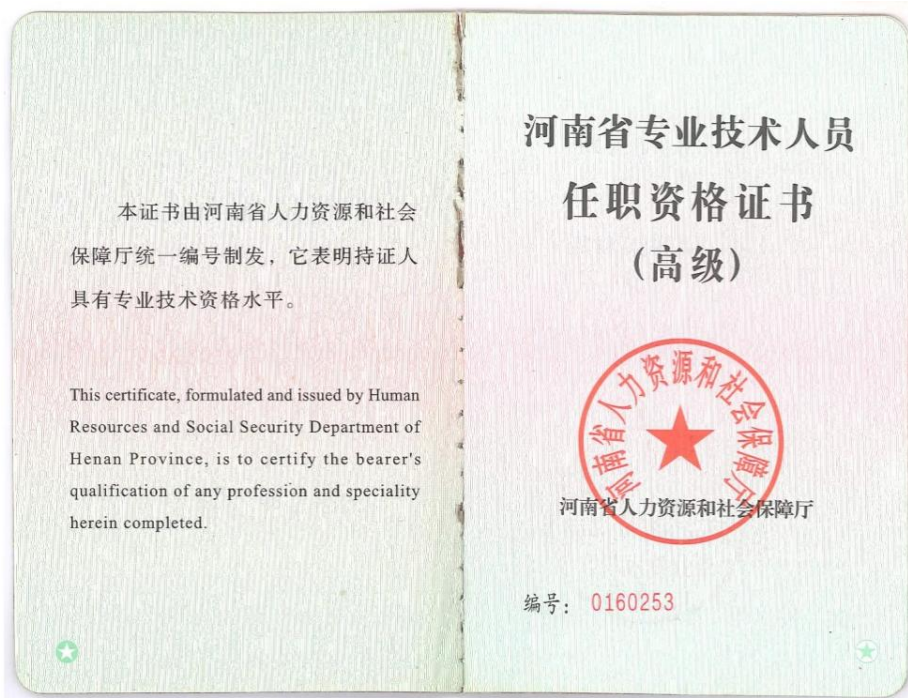 本证书由河南省人力资源和社会
保障厅统一编号制发，它表明持证人
具有专业技术资格水平。
This certificate, formulated and issued by Human
Resources and Social Security Department of
Henan Province, is to certify the bearer's
qualification of any profession and speciality
herein completed.
河南省专业技术人员
任职资格证书
(高级)
河南省人力资源和社会保障厅
河南省人力资源和社会保障厅
编号: 0160253